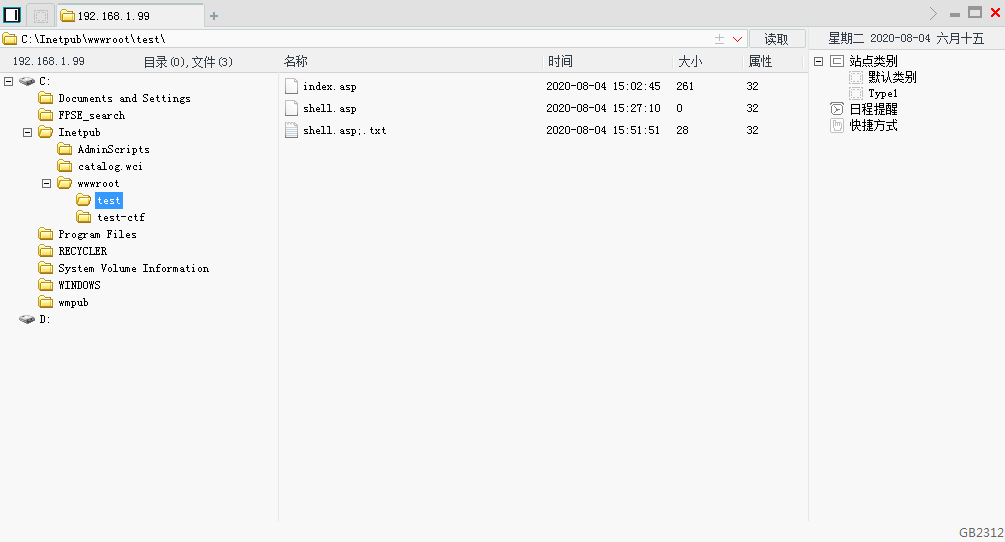 192.168.1.99
C:\Inetpub\wwwroot\test\
读取
星期二 2020-08-04 六月十五
192.168.1.99 目录(0),文件(3)
名称 时间 大小 属性
C:
Documents and Settings
FPSE_search
Inetpub
AdminScripts
catalog.wci
wwwroot
test
test-ctf
Program Files
RECYCLER
System Volume Information
WINDOWS
wmpub
D:
index.asp 2020-08-04 15:02:45 261 32
shell.asp 2020-08-04 15:27:10 0 32
shell.asp;.txt 2020-08-04 15:51:51 28 32
站点类别
默认类别
Type1
日程提醒
快捷方式
GB2312